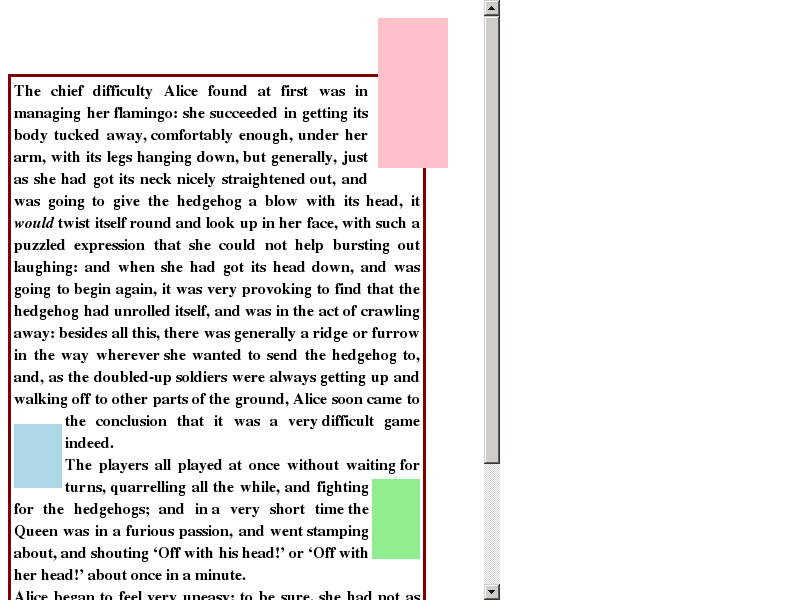 The chief difficulty Alice found at first was in
managing her flamingo: she succeeded in getting its
body tucked away, comfortably enough, under her
arm, with its legs hanging down, but generally, just
as she had got its neck nicely straightened out, and
was going to give the hedgehog a blow with its head, it
would twist itself round and look up in her face, with such a
puzzled expression that she could not help bursting out
laughing: and when she had got its head down, and was
going to begin again, it was very provoking to find that the
hedgehog had unrolled itself, and was in the act of crawling
away: besides all this, there was generally a ridge or furrow
in the way wherever she wanted to send the hedgehog to,
and, as the doubled-up soldiers were always getting up and
walking off to other parts of the ground, Alice soon came to
the conclusion that it was a very difficult game
indeed.
The players all played at once without waiting for
turns, quarrelling all the while, and fighting
for the hedgehogs; and in a very short time the
Queen was in a furious passion, and went stamping
about, and shouting ‘Off with his head!’ or ‘Off with
her head!’ about once in a minute.
Alice began to feel very uneasy: to be sure, she had not as